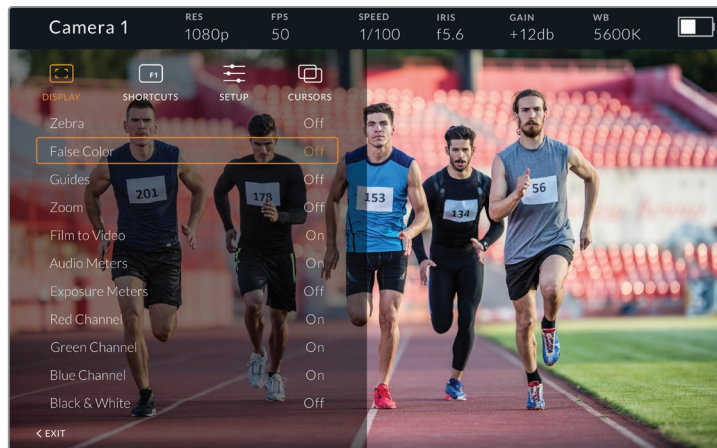 Camera 1
RES
FPS
SPEED
IRIS
GAIN
WB
1080p
50
1/100
f5.6
+12db
5600K
F1
DISPLAY
SHORTCUTS
SETUP
CURSORS
Zebra Off
False Color Off
Guides Off
Zoom Off
Film to Video On
Audio Meters On
Exposure Meters Off
Red Channel On
Green Channel On
Blue Channel On
Black & White Off
< EXIT
201
178
153
134
56